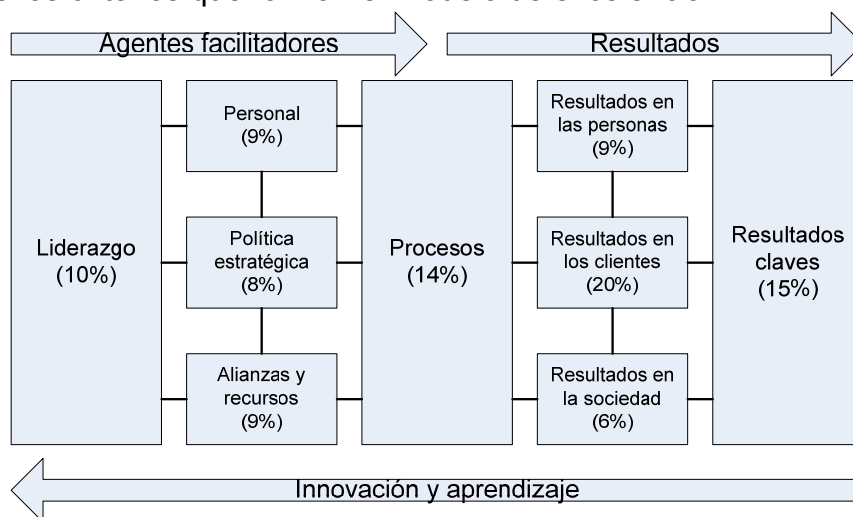 Agentes facilitadores
Resultados
Liderazgo
(10%)
Personal
(9%)
Política
estratégica
(8%)
Alianzas y
recursos
(9%)
Procesos
(14%)
Resultados en
las personas
(9%)
Resultados en
los clientes
(20%)
Resultados en
la sociedad
(6%)
Resultados
claves
(15%)
Innovación y aprendizaje